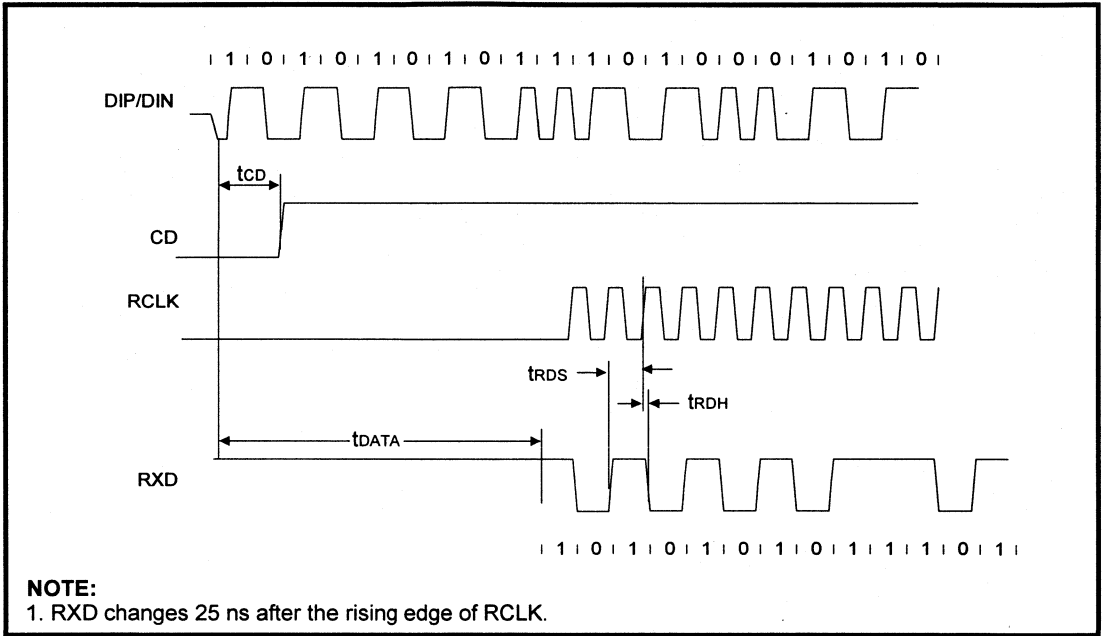 1 0 1 0 1 0 1 0 1 1 1 0 1 0 0 0 1 0 1 0
DIP/DIN
tCD
CD
RCLK
tRDS
tRDH
tDATA
RXD
1 0 1 0 1 0 1 0 1 1 1 0 1
NOTE:
1. RXD changes 25 ns after the rising edge of RCLK.